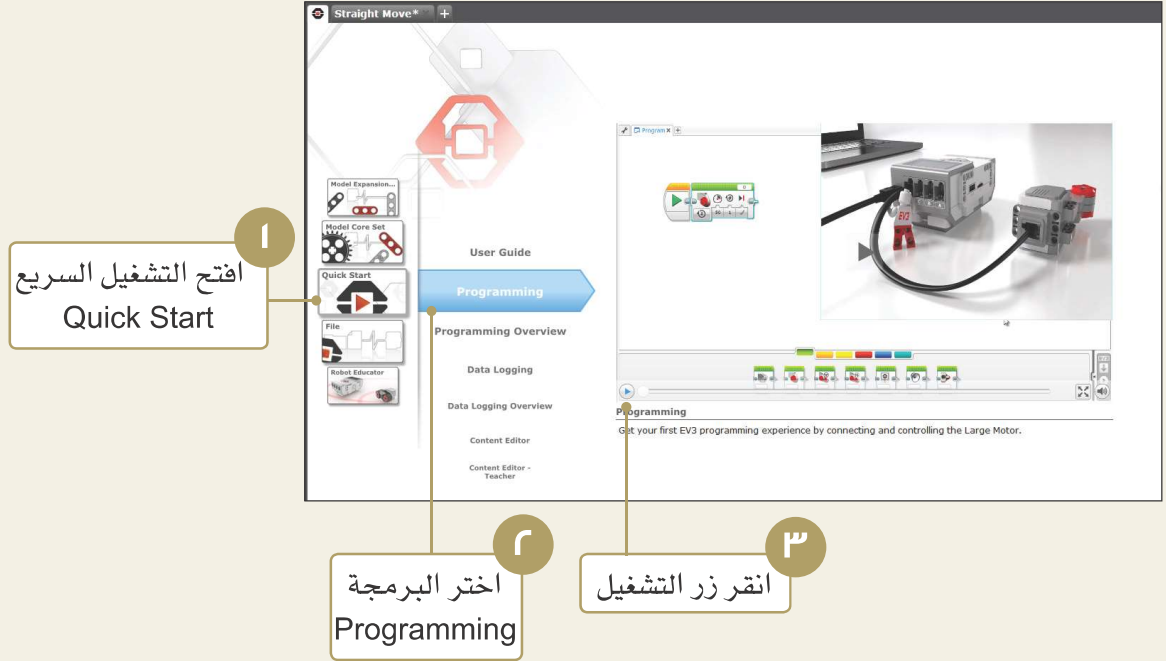 Straight Move*
+
Model Expansion...
Model Core Set
Quick Start
File
Robot Educator
User Guide
Programming
Programming Overview
Data Logging
Data Logging Overview
Content Editor
Content Editor -
Teacher
Program x +
EV3
Programming
Get your first EV3 programming experience by connecting and controlling the Large Motor.
١
افتح التشغيل السريع
Quick Start
٢
اختر البرمجة
Programming
٣
انقر زر التشغيل